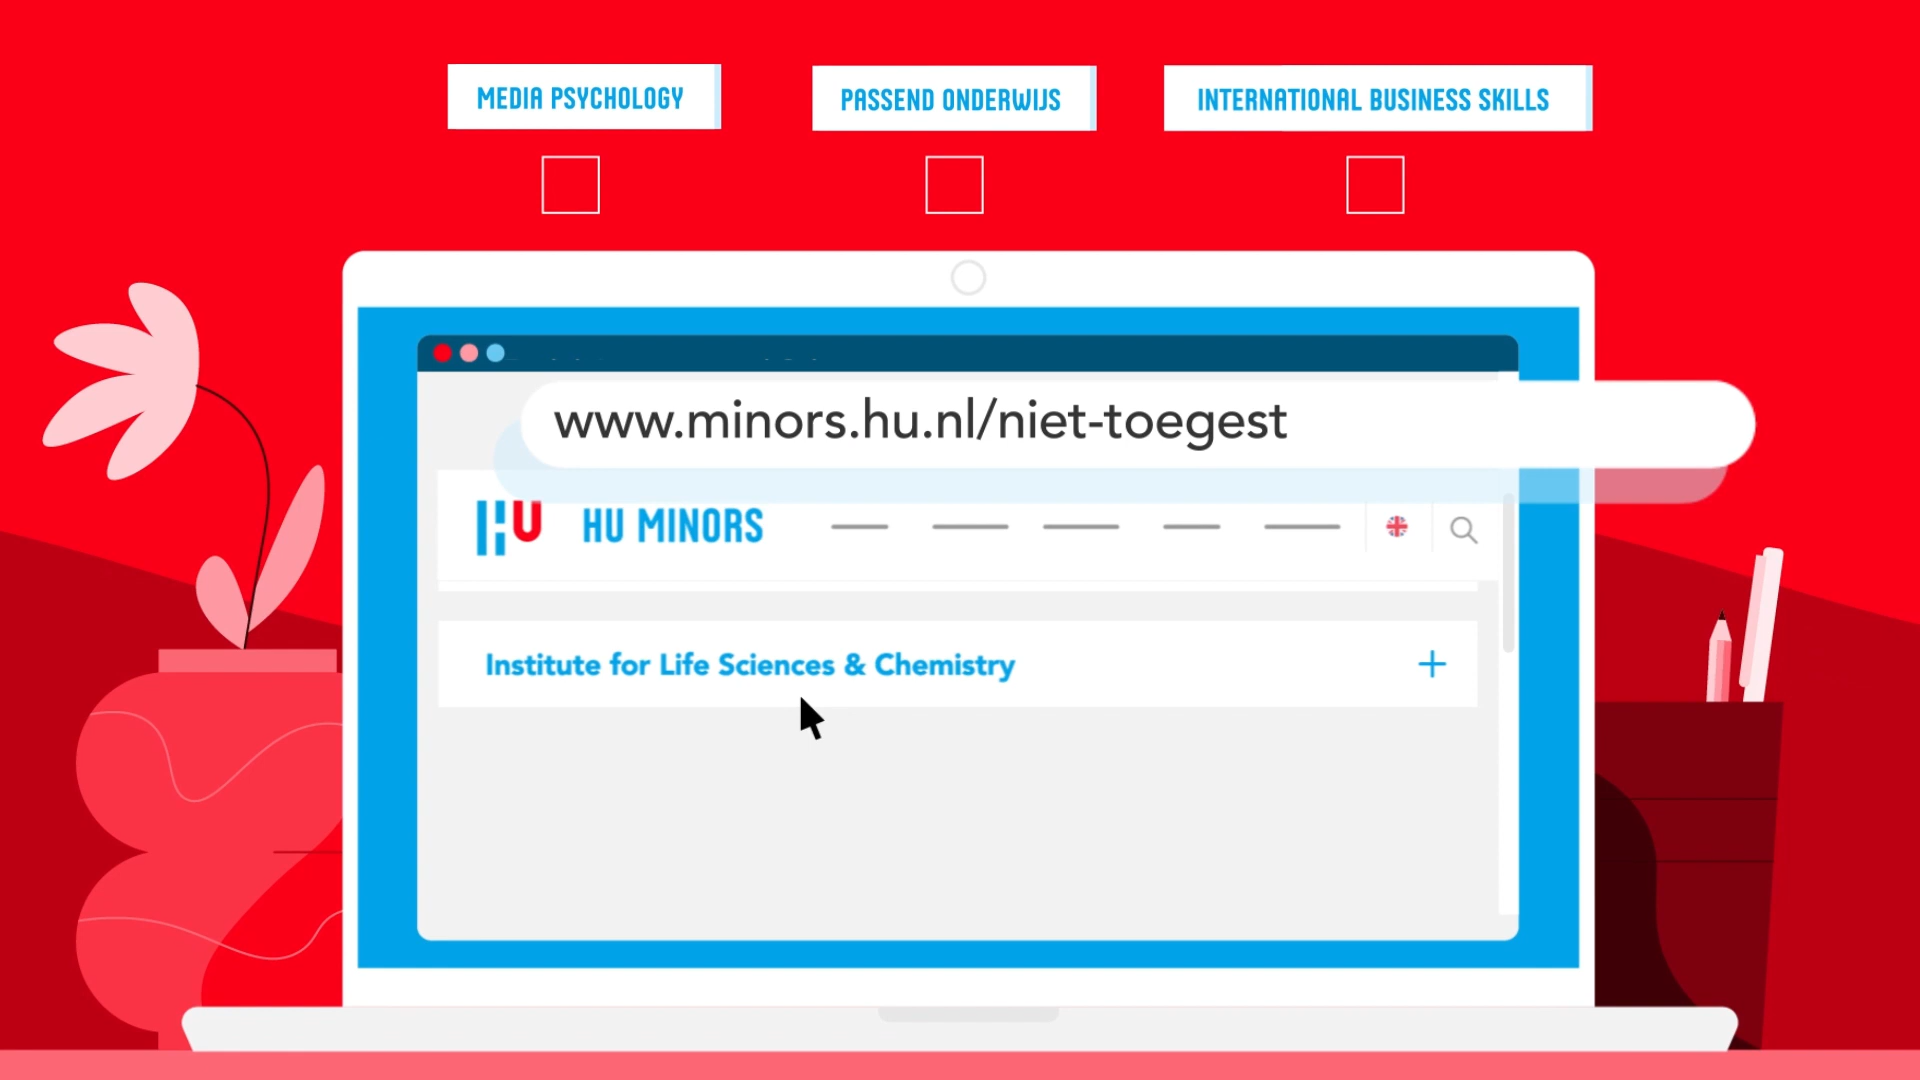 MEDIA PSYCHOLOGY
PASSEND ONDERWIJS
INTERNATIONAL BUSINESS SKILLS
www.minors.hu.nl/niet-toegest
HU
HU MINORS
Institute for Life Sciences & Chemistry
+